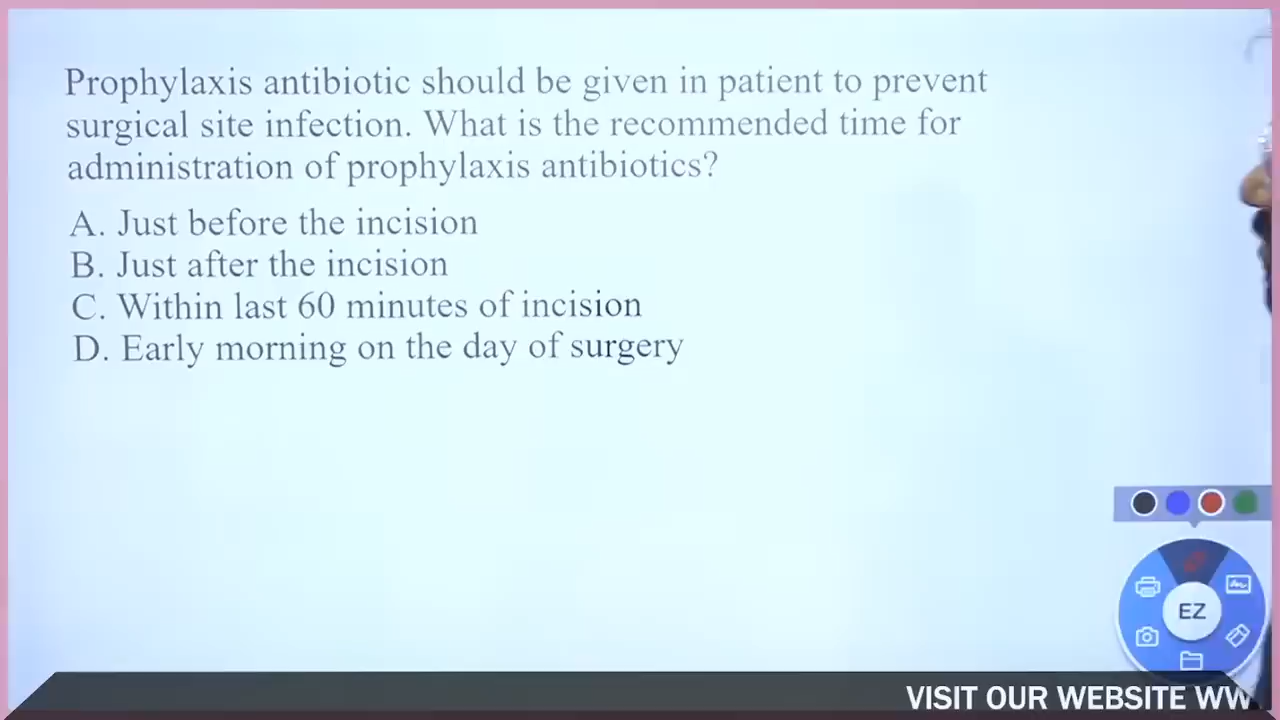 Prophylaxis antibiotic should be given in patient to prevent
surgical site infection. What is the recommended time for
administration of prophylaxis antibiotics?
A. Just before the incision
B. Just after the incision
C. Within last 60 minutes of incision
D. Early morning on the day of surgery
EZ
VISIT OUR WEBSITE WW